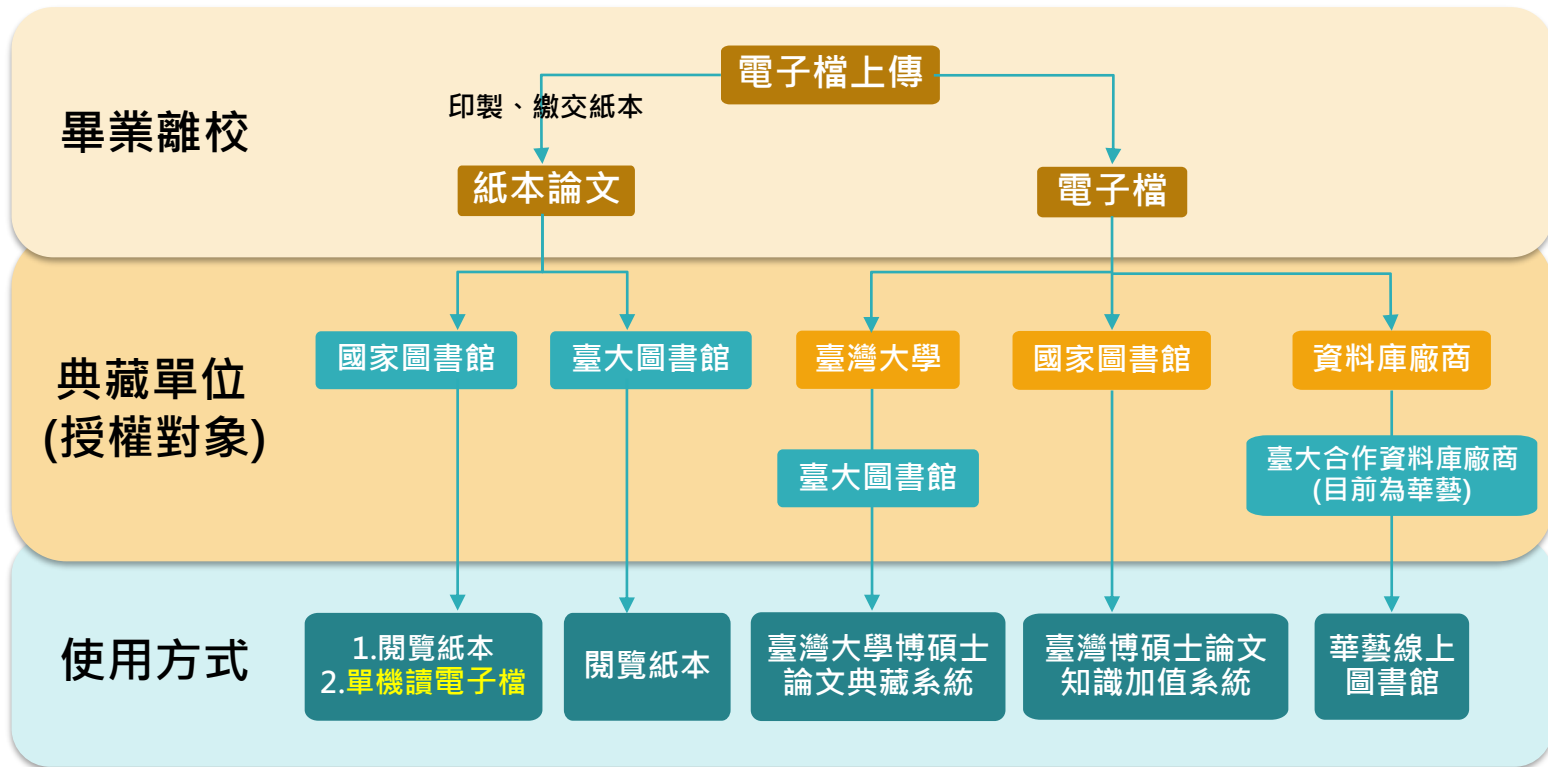 電子檔上傳
印製、繳交紙本
畢業離校
紙本論文
電子檔
國家圖書館
臺大圖書館
臺灣大學
國家圖書館
資料庫廠商
典藏單位
(授權對象)
臺大圖書館
臺大合作資料庫廠商
(目前為華藝)
使用方式
1.閱覽紙本
2.單機讀電子檔
閱覽紙本
臺灣大學博碩士
論文典藏系統
臺灣博碩士論文
知識加值系統
華藝線上
圖書館